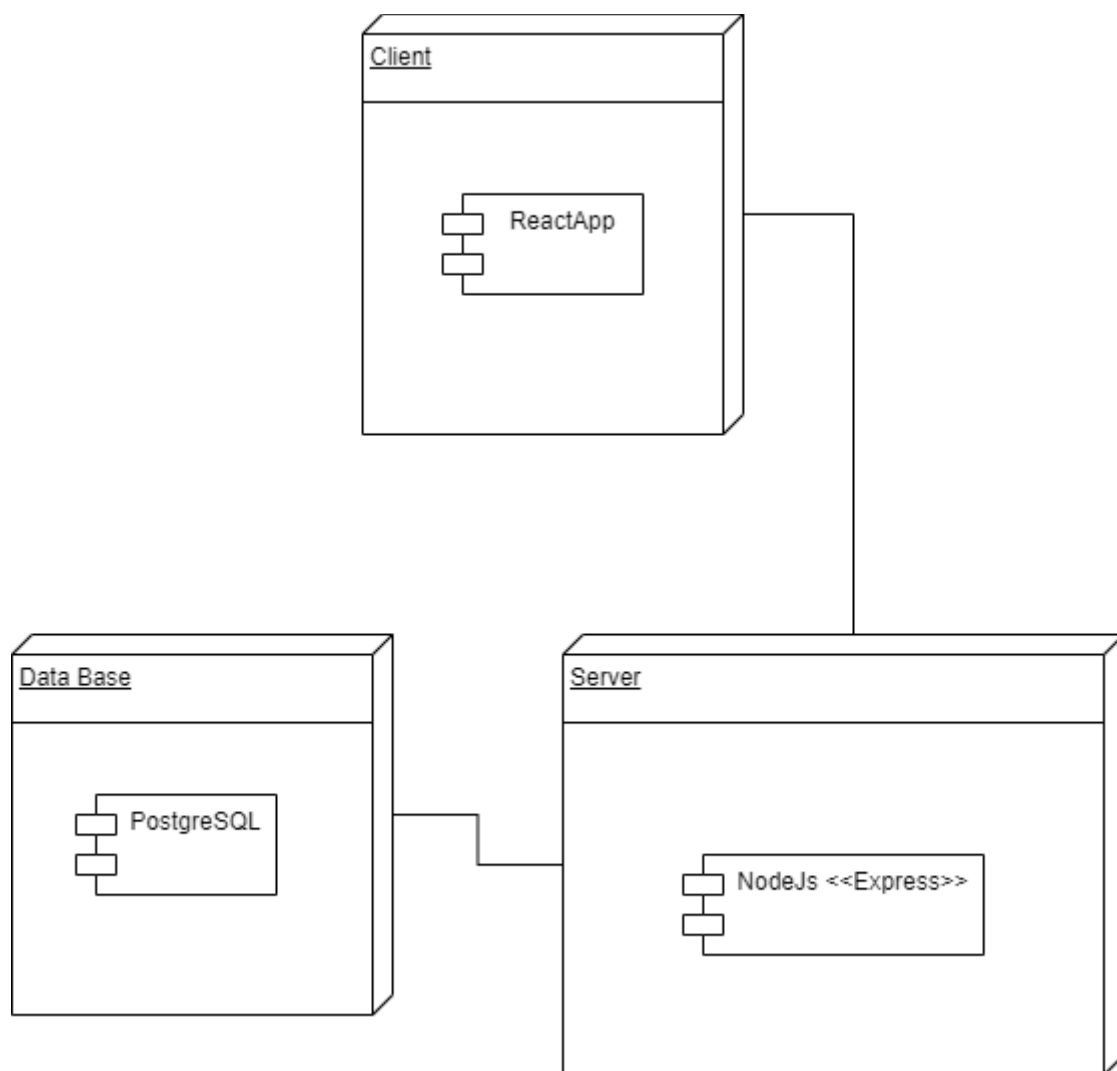 Client
ReactApp
Data Base
PostgreSQL
Server
NodeJs <<Express>>